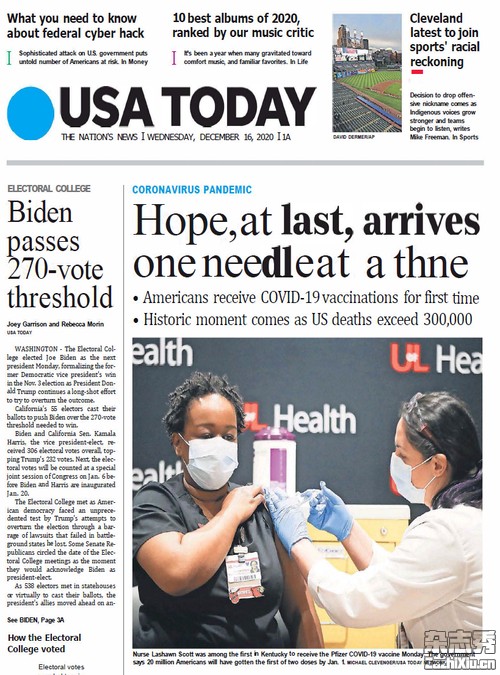 What you need to know
about federal cyber hack
Sophisticated attack on U.S. government puts
untold number of Americans at risk. In Money
10 best albums of 2020,
ranked by our music critic
It's been a year when many gravitated toward
comfort music, and familiar favorites. In Life
Cleveland
latest to join
sports' racial
reckoning
Decision to drop offen-
sive nickname comes as
Indigenous voices grow
stronger and teams
begin to listen, writes
Mike Freeman. In Sports
DAVID DERMER/AP
USA TODAY
THE NATION'S NEWS | WEDNESDAY, DECEMBER 16, 2020 | 1A
ELECTORAL COLLEGE
Biden
passes
270-vote
threshold
Joey Garrison and Rebecca Morin
USA TODAY
WASHINGTON – The Electoral Col-
lege elected Joe Biden as the next
president Monday, formalizing the for-
mer Democratic vice president's win
in the Nov. 3 election as President Don-
ald Trump continues a long-shot effort
to try to overturn the outcome.
California's 55 electors cast their
ballots to push Biden over the 270-vote
threshold needed to win.
Biden and California Sen. Kamala
Harris, the vice president-elect, re-
ceived 306 electoral votes overall, top-
ping Trump's 232 votes. Next, the elec-
toral votes will be counted at a special
joint session of Congress on Jan. 6 be-
fore Biden and Harris are inaugurated
Jan. 20.
The Electoral College met as Amer-
ican democracy faced an unprece-
dented test by Trump's attempts to
overturn the election through a bar-
rage of lawsuits that failed in battle-
ground states he lost. Some Senate Re-
publicans circled the date of the Elec-
toral College meetings as the moment
they would acknowledge Biden as
president-elect.
As 538 electors met in statehouses
or virtually to cast their ballots, the
president's allies moved ahead on an-
See BIDEN, Page 3A
How the Electoral
College voted
Electoral votes
CORONAVIRUS PANDEMIC
Hope, at last, arrives
one needleat a thne
• Americans receive COVID-19 vaccinations for first time
• Historic moment comes as US deaths exceed 300,000
ealth
UL Hea
Health
ealth
Nurse Lashawn Scott was among the first in Kentucky to receive the Pfizer COVID-19 vaccine Monday. The government
says 20 million Americans will have gotten the first of two doses by Jan. 1. MICHAEL CLEVENGER/USA TODAY NETWORK
杂志秀
zazhixiu.cn